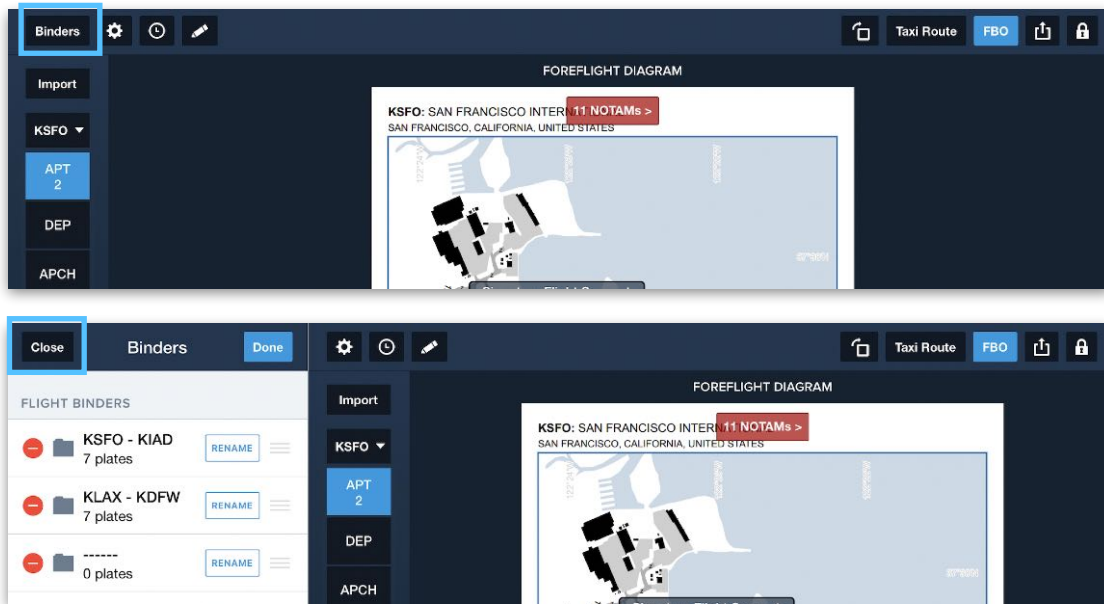 Binders
Taxi Route
FBO
Import
FOREFLIGHT DIAGRAM
KSFO: SAN FRANCISCO INTERN
11 NOTAMs >
SAN FRANCISCO, CALIFORNIA, UNITED STATES
KSFO
APT
2
DEP
APCH
Close
Binders
Done
Taxi Route
FBO
FLIGHT BINDERS
KSFO - KIAD
7 plates
RENAME
KLAX - KDFW
7 plates
RENAME
------
0 plates
RENAME
Import
FOREFLIGHT DIAGRAM
KSFO: SAN FRANCISCO INTERN
11 NOTAMs >
SAN FRANCISCO, CALIFORNIA, UNITED STATES
KSFO
APT
2
DEP
APCH